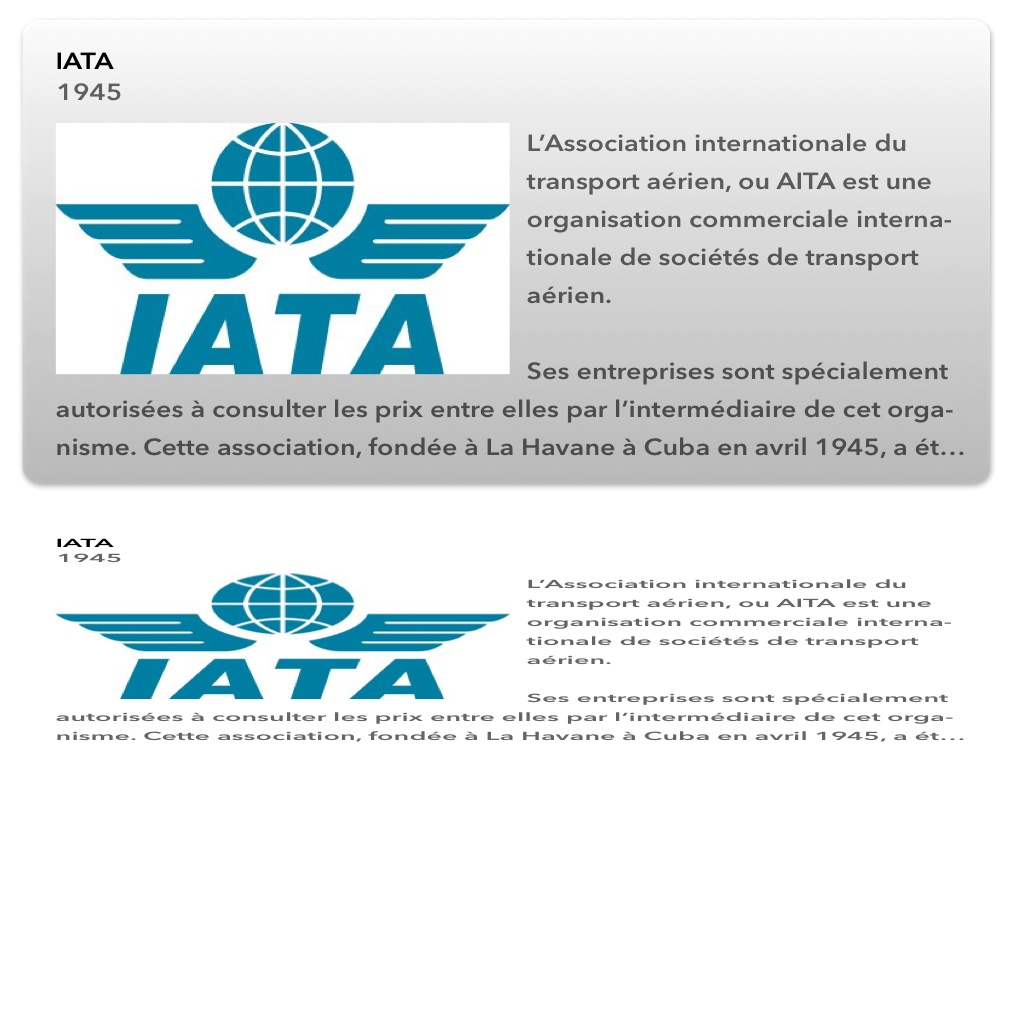 IATA
1945
IATA
L’Association internationale du
transport aérien, ou AITA est une
organisation commerciale interna-
tionale de sociétés de transport
aérien.
Ses entreprises sont spécialement
autorisées à consulter les prix entre elles par l’intermédiaire de cet orga-
nisme. Cette association, fondée à La Havane à Cuba en avril 1945, a ét…
IATA
1945
IATA
L’Association internationale du
transport aérien, ou AITA est une
organisation commerciale interna-
tionale de sociétés de transport
aérien.
Ses entreprises sont spécialement
autorisées à consulter les prix entre elles par l’intermédiaire de cet orga-
nisme. Cette association, fondée à La Havane à Cuba en avril 1945, a ét…